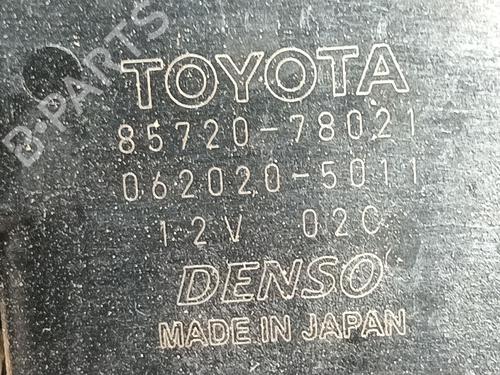 B-PARTS
TOYOTA
85720-78021
062020-5011
12V 02C
DENSO
MADE IN JAPAN